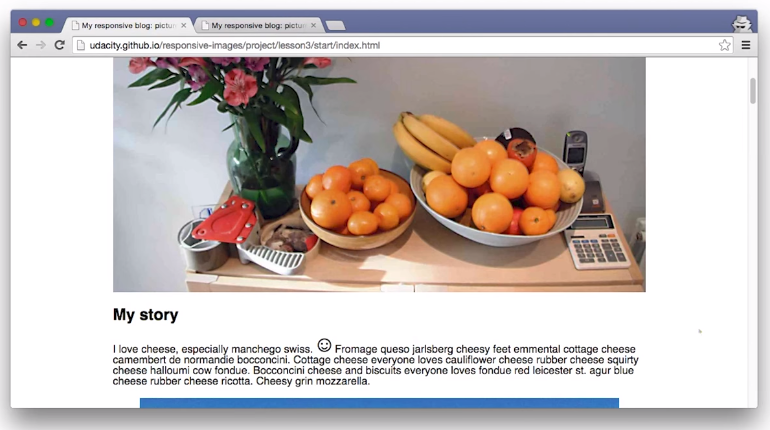 My responsive blog: pictur
My responsive blog: pictur
udacity.github.io/responsive-images/project/lesson3/start/index.html
My story
I love cheese, especially manchego swiss. Fromage queso jarlsberg cheesy feet emmental cottage cheese
camembert de normandie bocconcini. Cottage cheese everyone loves cauliflower cheese rubber cheese squirty
cheese halloumi cow fondue. Bocconcini cheese and biscuits everyone loves fondue red leicester st. agur blue
cheese rubber cheese ricotta. Cheesy grin mozzarella.